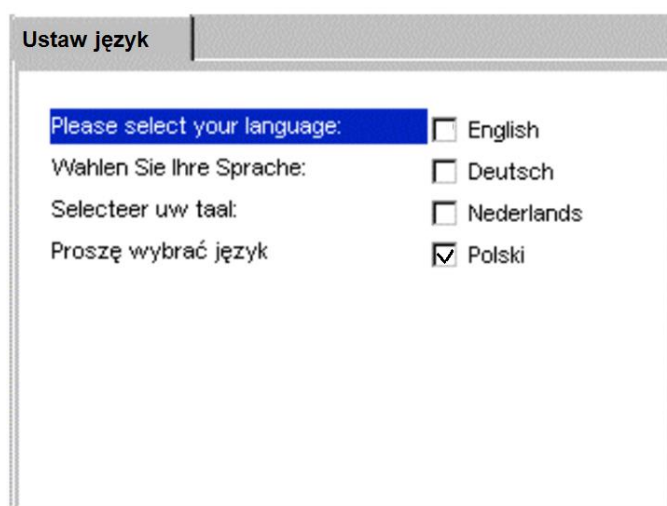 Ustaw język
Please select your language: English
Wahlen Sie Ihre Sprache: Deutsch
Selecteer uw taal: Nederlands
Proszę wybrać język Polski